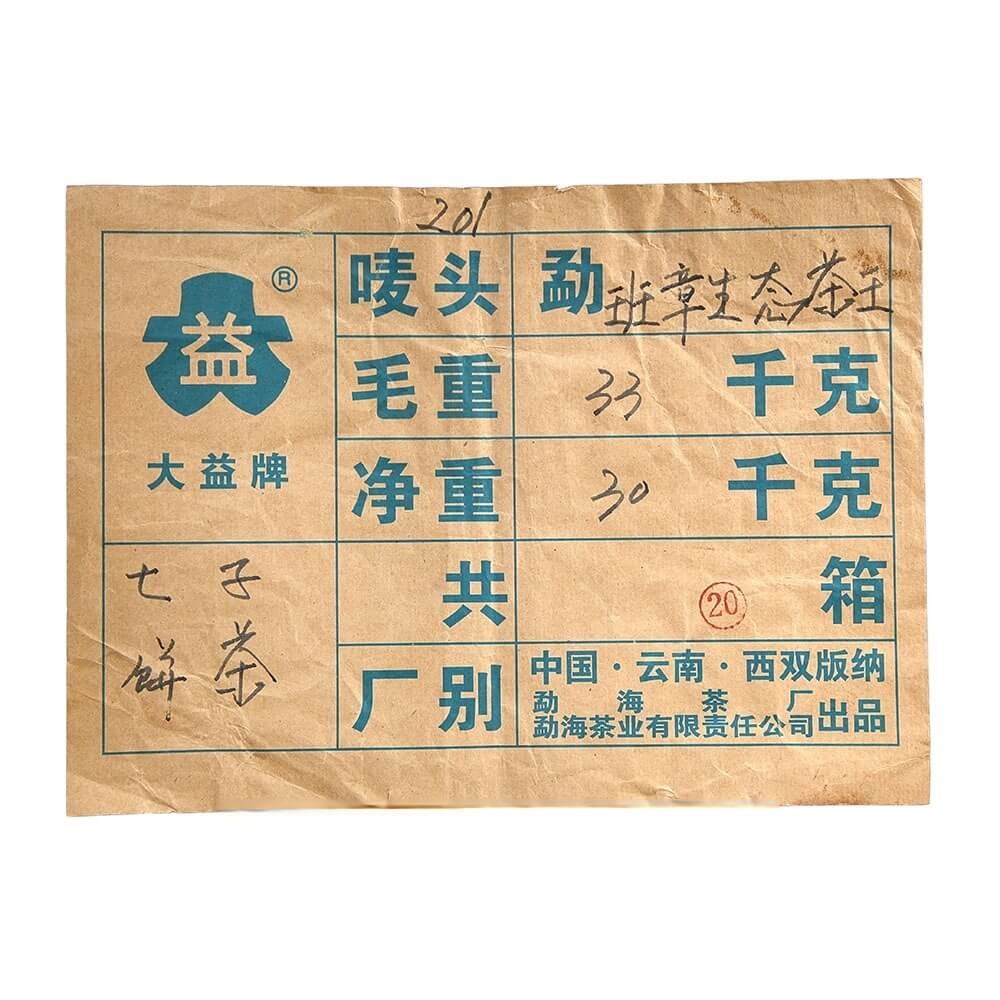 201
益®
大益牌
唛头 勐班章生态茶王
毛重 33 千克
净重 30 千克
七子
饼茶
共 20 箱
厂别 中国·云南·西双版纳
勐海茶厂
勐海茶业有限责任公司 出品